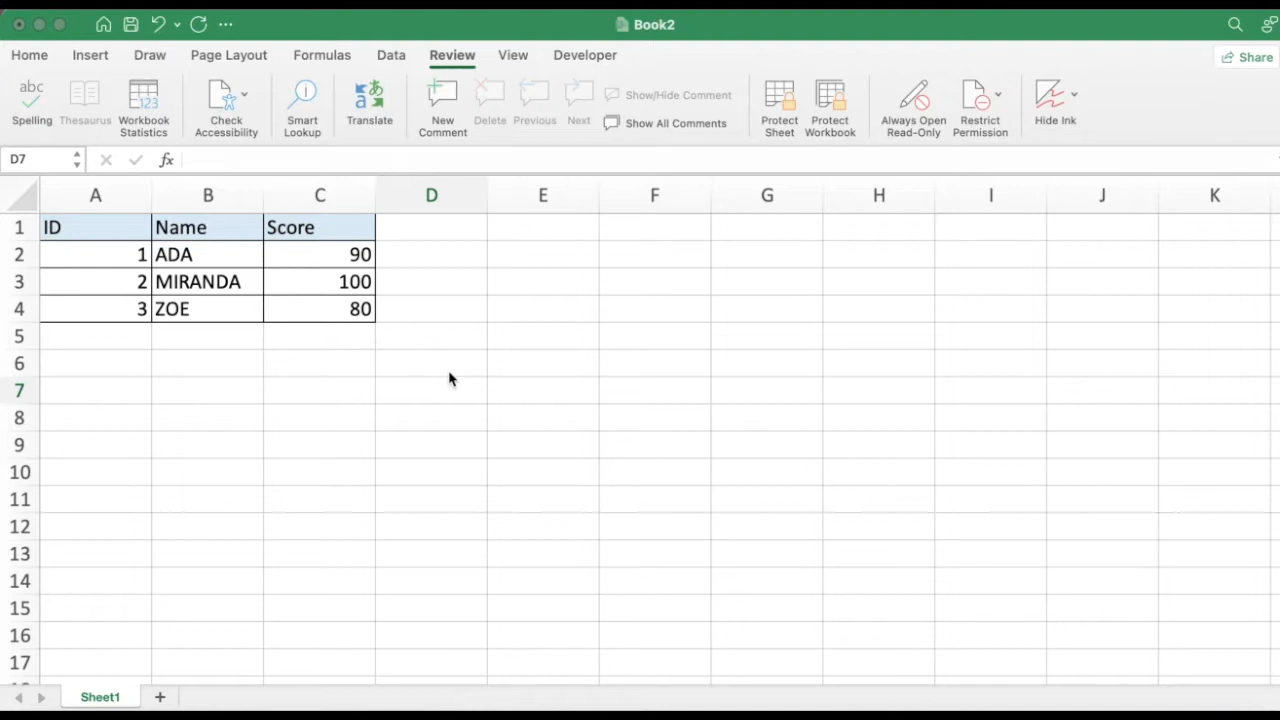 Book2
Home Insert Draw Page Layout Formulas Data Review View Developer
Share
abc
Spelling
Thesaurus
123
Workbook Statistics
Check Accessibility
Smart Lookup
あ
Translate
New Comment
Delete
Previous
Next
Show/Hide Comment
Show All Comments
Protect Sheet
Protect Workbook
Always Open Read-Only
Restrict Permission
Hide Ink
D7 fx
A B C D E F G H I J K
1 ID Name Score
2 1 ADA 90
3 2 MIRANDA 100
4 3 ZOE 80
5
6
7
8
9
10
11
12
13
14
15
16
17
Sheet1